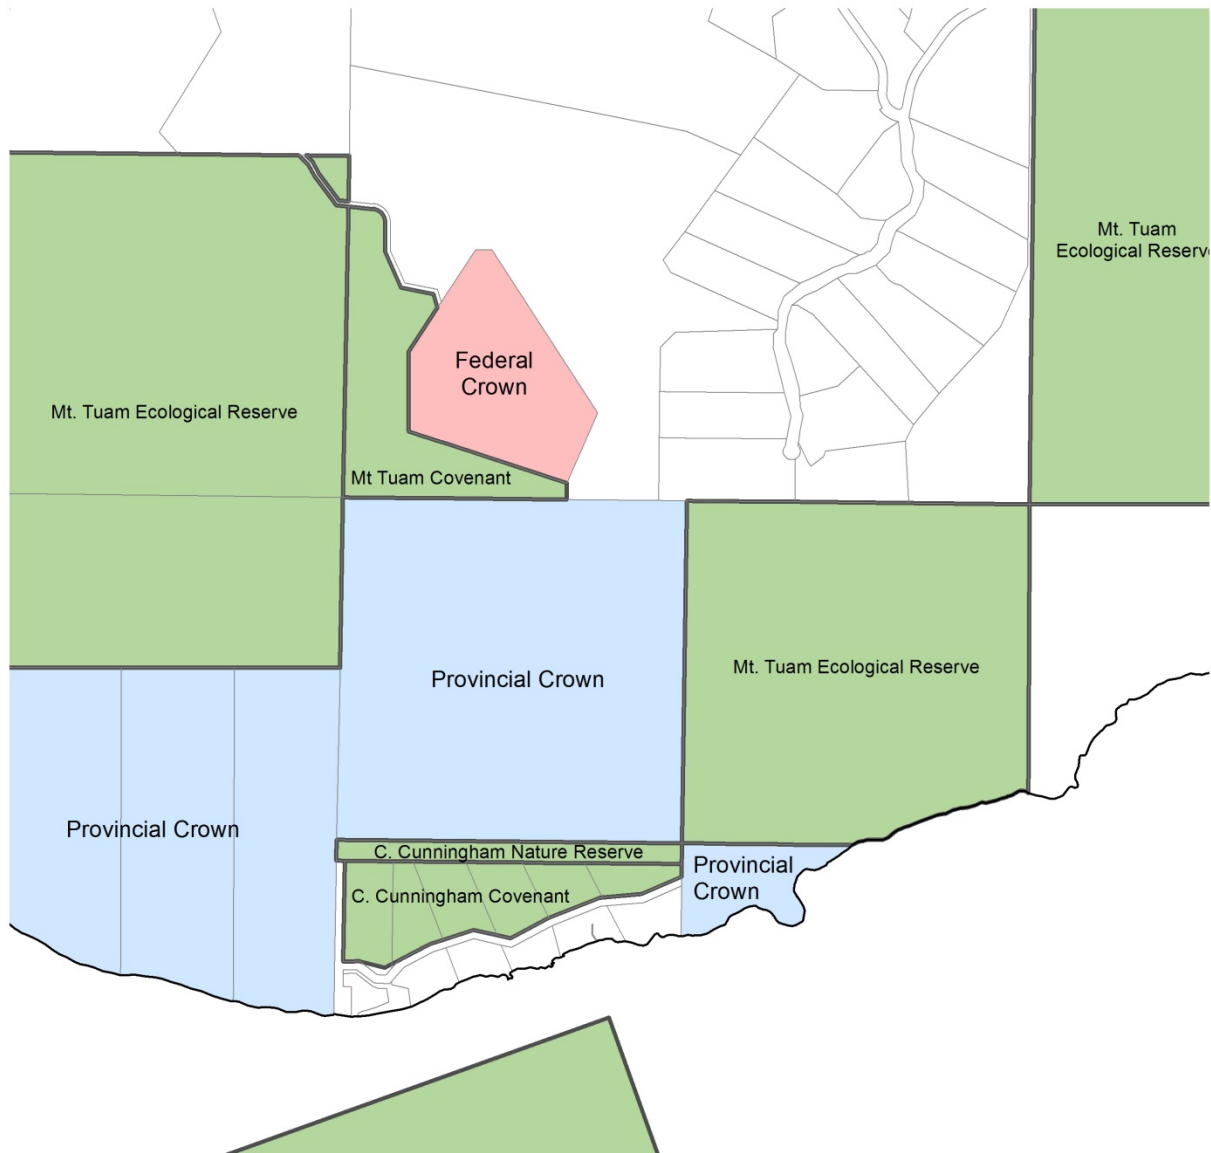 Mt. Tuam
Ecological Reserve
Federal
Crown
Mt. Tuam Ecological Reserve
Mt Tuam Covenant
Provincial Crown
Mt. Tuam Ecological Reserve
Provincial Crown
C. Cunningham Nature Reserve
Provincial
Crown
C. Cunningham Covenant